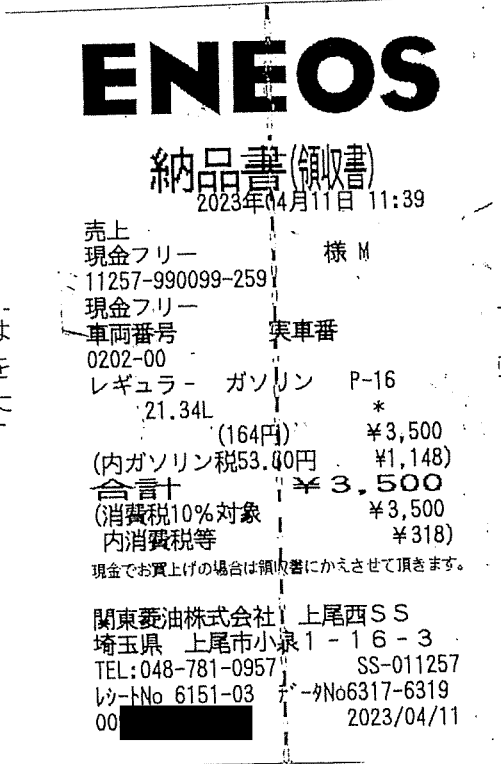 ENEOS
納品書(領収書)
2023年04月11日 11:39
売上
現金フリー 様 M
11257-990099-259
現金フリー
車両番号 実車番
0202-00
レギュラー ガソリン P-16
21.34L *
(164円) ¥3,500
(内ガソリン税53.80円 ¥1,148)
合計 ¥3,500
(消費税10%対象 ¥3,500
内消費税等 ¥318)
現金でお買上げの場合は領収書にかえさせて頂きます。
関東菱油株式会社 上尾西SS
埼玉県 上尾市小泉1-16-3
TEL:048-781-0957 SS-011257
レシートNo 6151-03 データNo6317-6319
00
2023/04/11